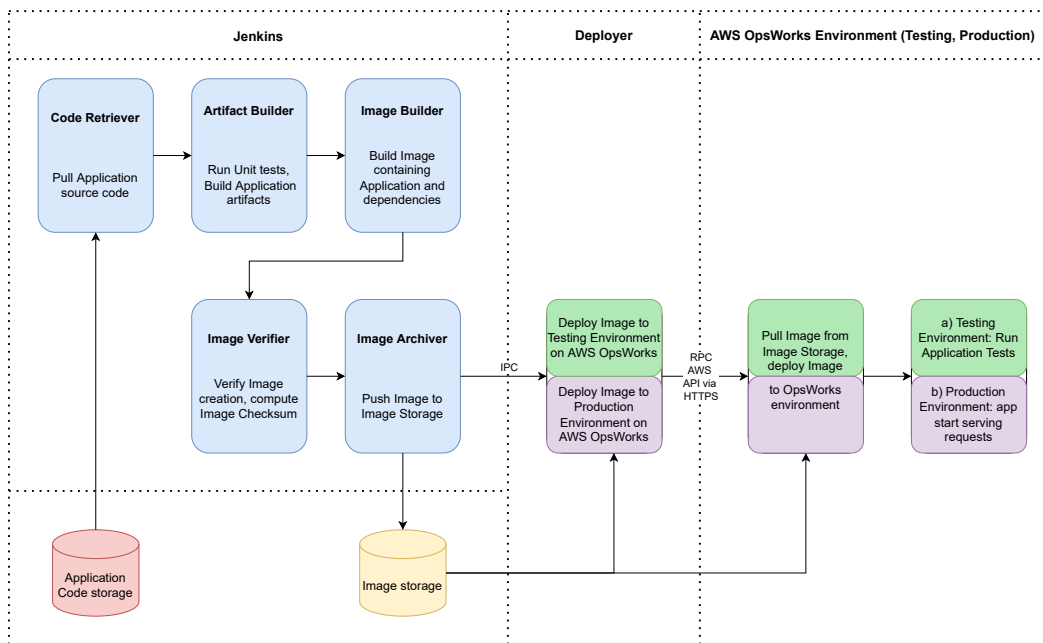 Jenkins
Deployer
AWS OpsWorks Environment (Testing, Production)
Code Retriever
Pull Application
source code
Artifact Builder
Run Unit tests,
Build Application
artifacts
Image Builder
Build Image
containing
Application and
dependencies
Image Verifier
Verify Image
creation, compute
Image Checksum
Image Archiver
Push Image to
Image Storage
IPC
Deploy Image to
Testing Environment
on AWS OpsWorks
Deploy Image to
Production
Environment on
AWS OpsWorks
RPC
AWS
API via
HTTPS
Pull Image from
Image Storage,
deploy Image
to OpsWorks
environment
a) Testing
Environment: Run
Application Tests
b) Production
Environment: app
start serving
requests
Application
Code storage
Image storage